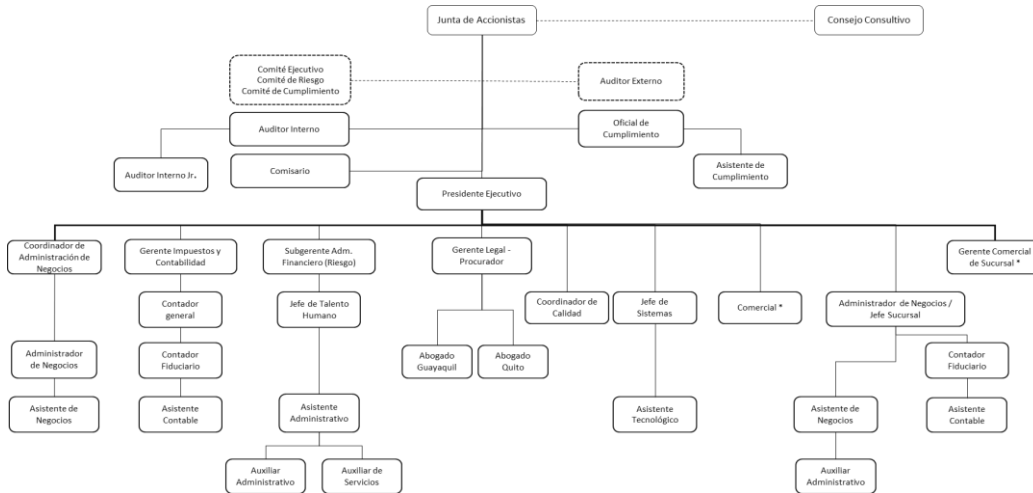 Junta de Accionistas
Consejo Consultivo
Comité Ejecutivo
Comité de Riesgo
Comité de Cumplimiento
Auditor Externo
Auditor Interno
Oficial de
Cumplimiento
Auditor Interno Jr.
Comisario
Asistente de
Cumplimiento
Presidente Ejecutivo
Coordinador de
Administración de
Negocios
Gerente Impuestos y
Contabilidad
Subgerente Adm.
Financiero (Riesgo)
Gerente Legal -
Procurador
Gerente Comercial
de Sucursal *
Contador
general
Jefe de Talento
Humano
Coordinador de
Calidad
Jefe de
Sistemas
Comercial *
Administrador de Negocios /
Jefe Sucursal
Administrador
de Negocios
Contador
Fiduciario
Abogado
Guayaquil
Abogado
Quito
Contador
Fiduciario
Asistente de
Negocios
Asistente
Contable
Asistente
Administrativo
Asistente
Tecnológico
Asistente de
Negocios
Asistente
Contable
Auxiliar
Administrativo
Auxiliar de
Servicios
Auxiliar
Administrativo